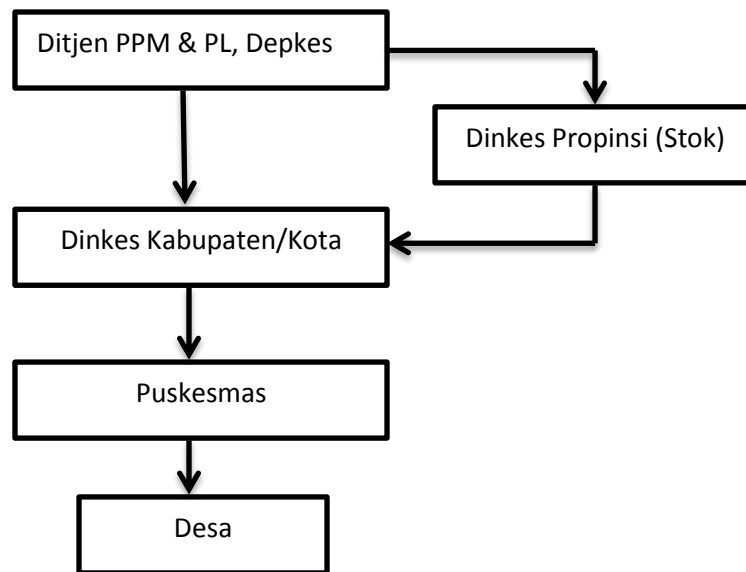 Ditjen PPM & PL, Depkes
Dinkes Propinsi (Stok)
Dinkes Kabupaten/Kota
Puskesmas
Desa